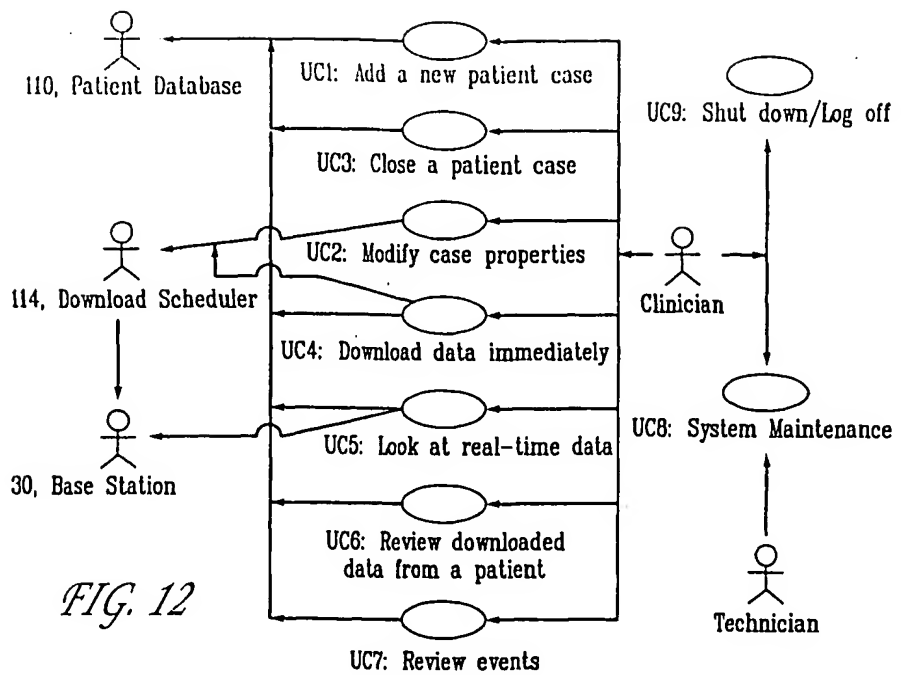 110, Patient Database
UC1: Add a new patient case
UC9: Shut down/Log off
UC3: Close a patient case
114, Download Scheduler
UC2: Modify case properties
Clinician
UC4: Download data immediately
30, Base Station
UC5: Look at real-time data
UC8: System Maintenance
UC6: Review downloaded
data from a patient
FIG. 12
Technician
UC7: Review events